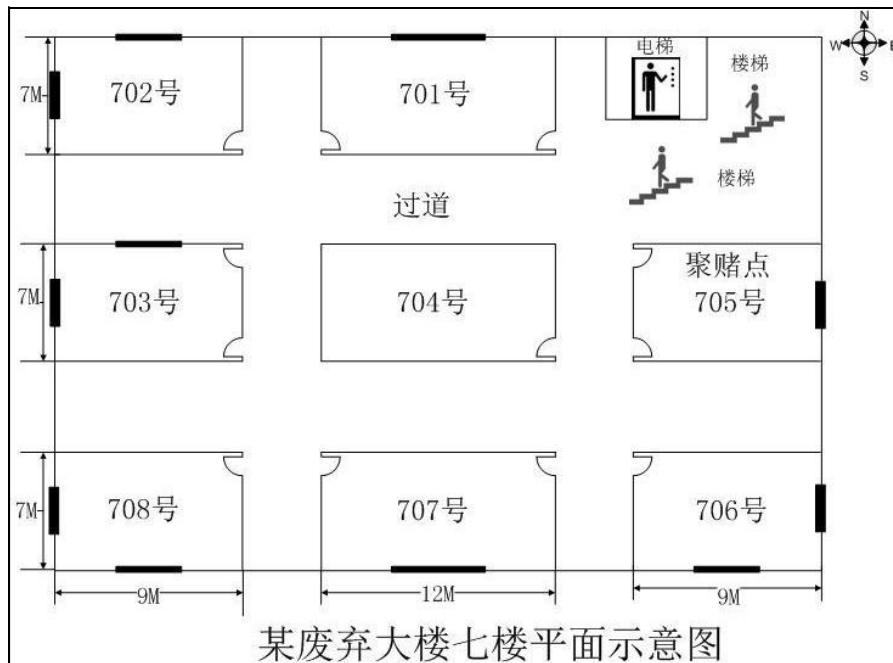 N
W E
S
电梯
楼梯
7M
702号
701号
楼梯
过道
聚赌点
7M
703号
704号
705号
7M
708号
707号
706号
9M
12M
9M
某废弃大楼七楼平面示意图